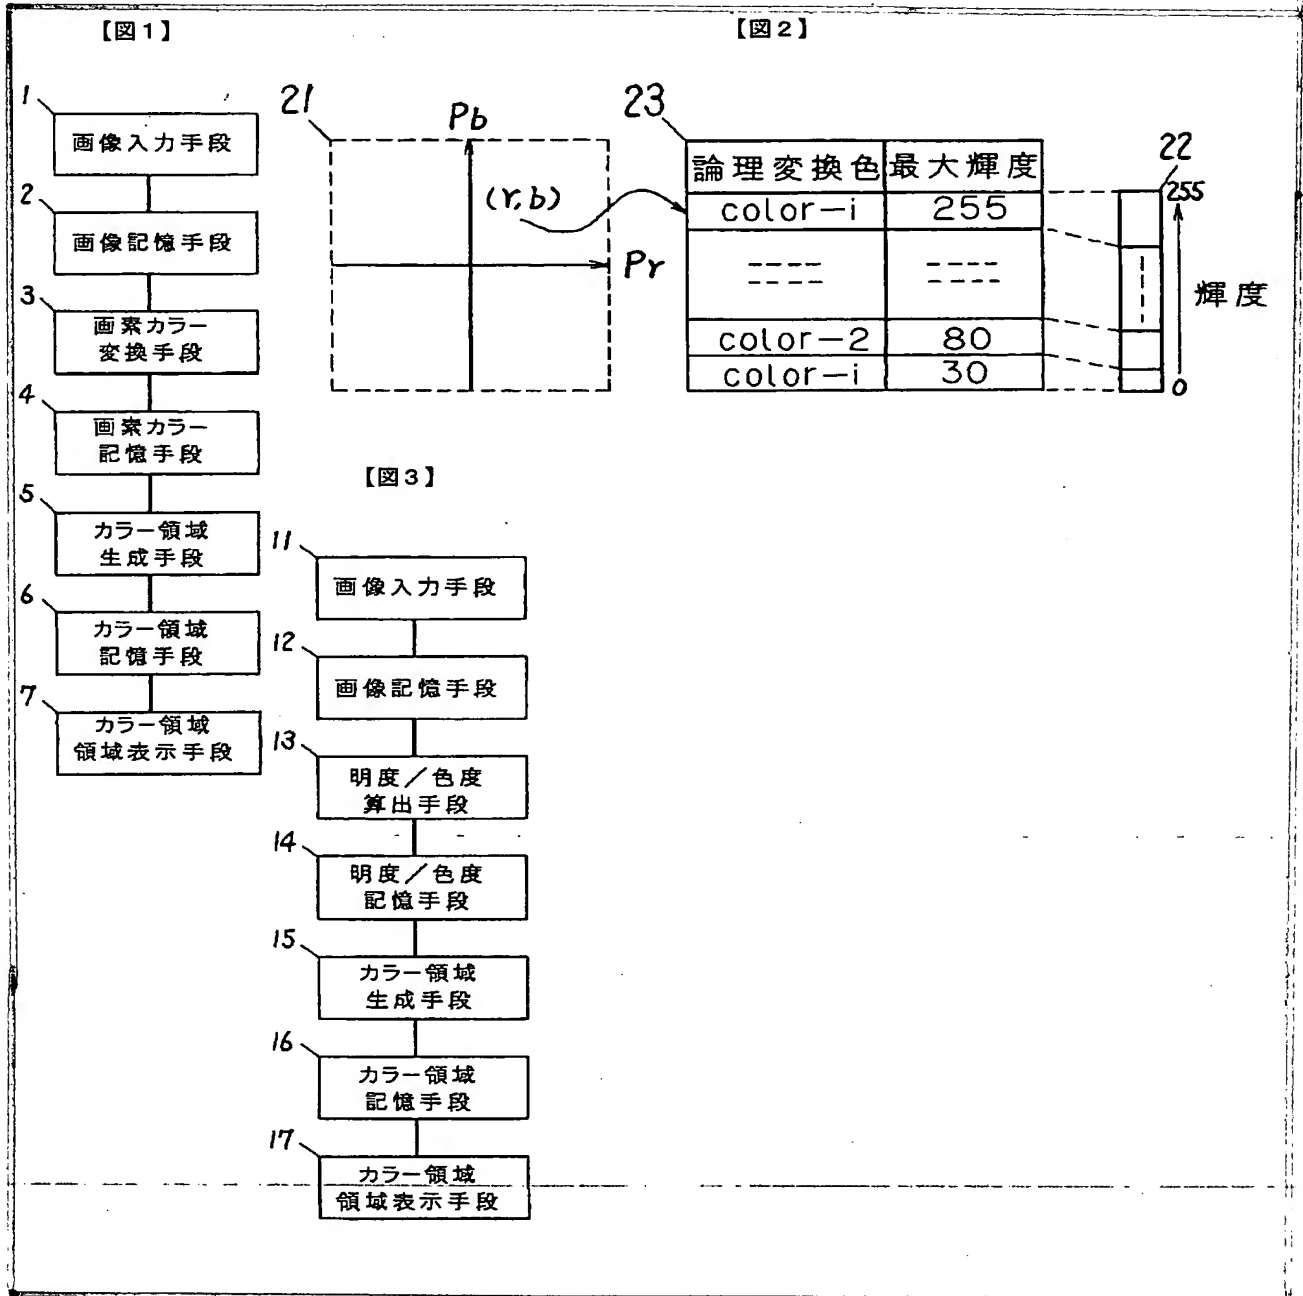 【図1】
1
画像入力手段
2
画像記憶手段
3
画素カラー
変換手段
4
画素カラー
記憶手段
5
カラー領域
生成手段
6
カラー領域
記憶手段
7
カラー領域
領域表示手段
【図2】
21
Pb
(r,b)
Pr
23
論理変換色 最大輝度
color-i 255
---- ----
---- ----
color-2 80
color-i 30
22
255
輝度
0
【図3】
11
画像入力手段
12
画像記憶手段
13
明度/色度
算出手段
14
明度/色度
記憶手段
15
カラー領域
生成手段
16
カラー領域
記憶手段
17
カラー領域
領域表示手段